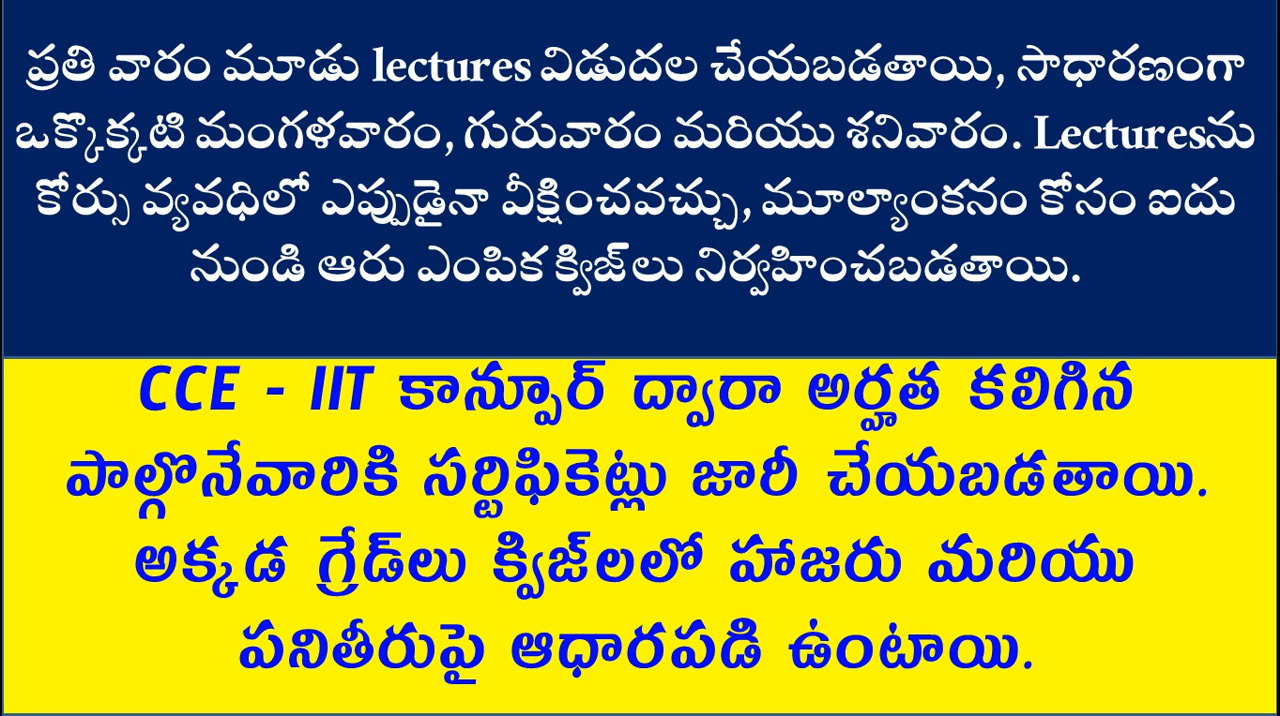 ప్రతి వారం మూడు lectures విడుదల చేయబడతాయి, సాధారణంగా
ఒక్కొక్కటి మంగళవారం, గురువారం మరియు శనివారం. Lecturesను
కోర్సు వ్యవధిలో ఎప్పుడైనా వీక్షించవచ్చు, మూల్యాంకనం కోసం ఐదు
నుండి ఆరు ఎంపిక క్విజ్‌లు నిర్వహించబడతాయి.
CCE - IIT కాన్పూర్ ద్వారా అర్హత కలిగిన
పాల్గొనేవారికి సర్టిఫికెట్లు జారీ చేయబడతాయి.
అక్కడ గ్రేడ్‌లు క్విజ్‌లలో హాజరు మరియు
పనితీరుపై ఆధారపడి ఉంటాయి.